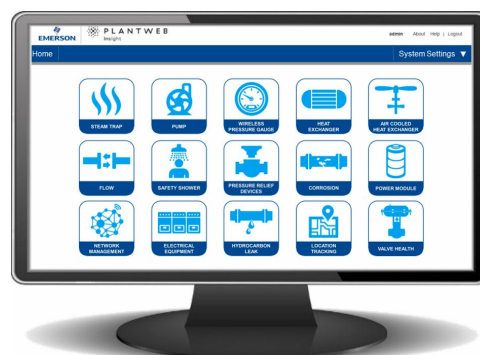 EMERSON
PLANTWEB
Insight
admin About Help | Logout
Home
System Settings ▼
STEAM TRAP
PUMP
WIRELESS
PRESSURE GAUGE
HEAT
EXCHANGER
AIR COOLED
HEAT EXCHANGER
FLOW
SAFETY SHOWER
PRESSURE RELIEF
DEVICES
CORROSION
POWER MODULE
NETWORK
MANAGEMENT
ELECTRICAL
EQUIPMENT
HYDROCARBON
LEAK
LOCATION
TRACKING
VALVE HEALTH